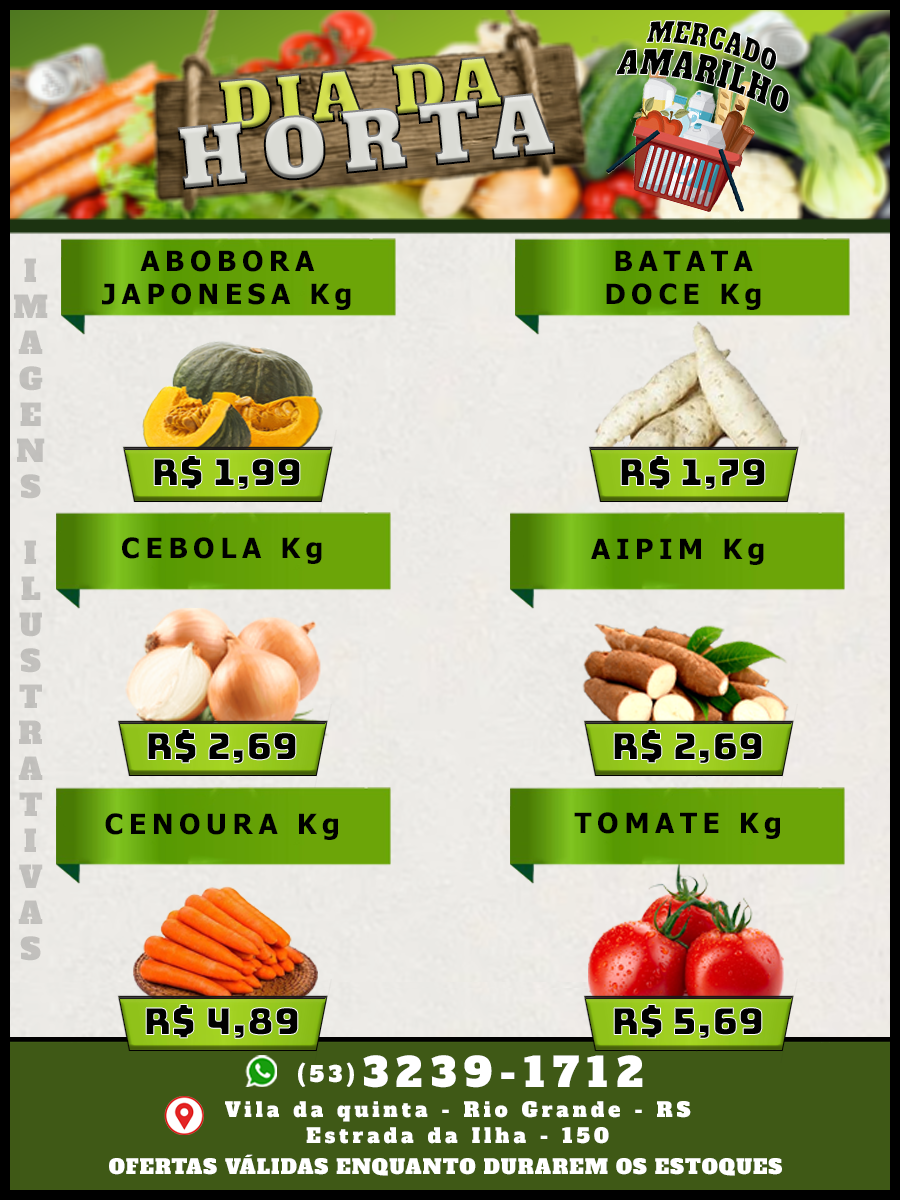 DIA DA
HORTA
MERCADO
AMARILHO
IMAGENS ILUSTRATIVAS
ABOBORA
JAPONESA Kg
R$ 1,99
BATATA
DOCE Kg
R$ 1,79
CEBOLA Kg
R$ 2,69
AIPIM Kg
R$ 2,69
CENOURA Kg
R$ 4,89
TOMATE Kg
R$ 5,69
(53) 3239-1712
Vila da quinta - Rio Grande - RS
Estrada da Ilha - 150
OFERTAS VÁLIDAS ENQUANTO DURAREM OS ESTOQUES